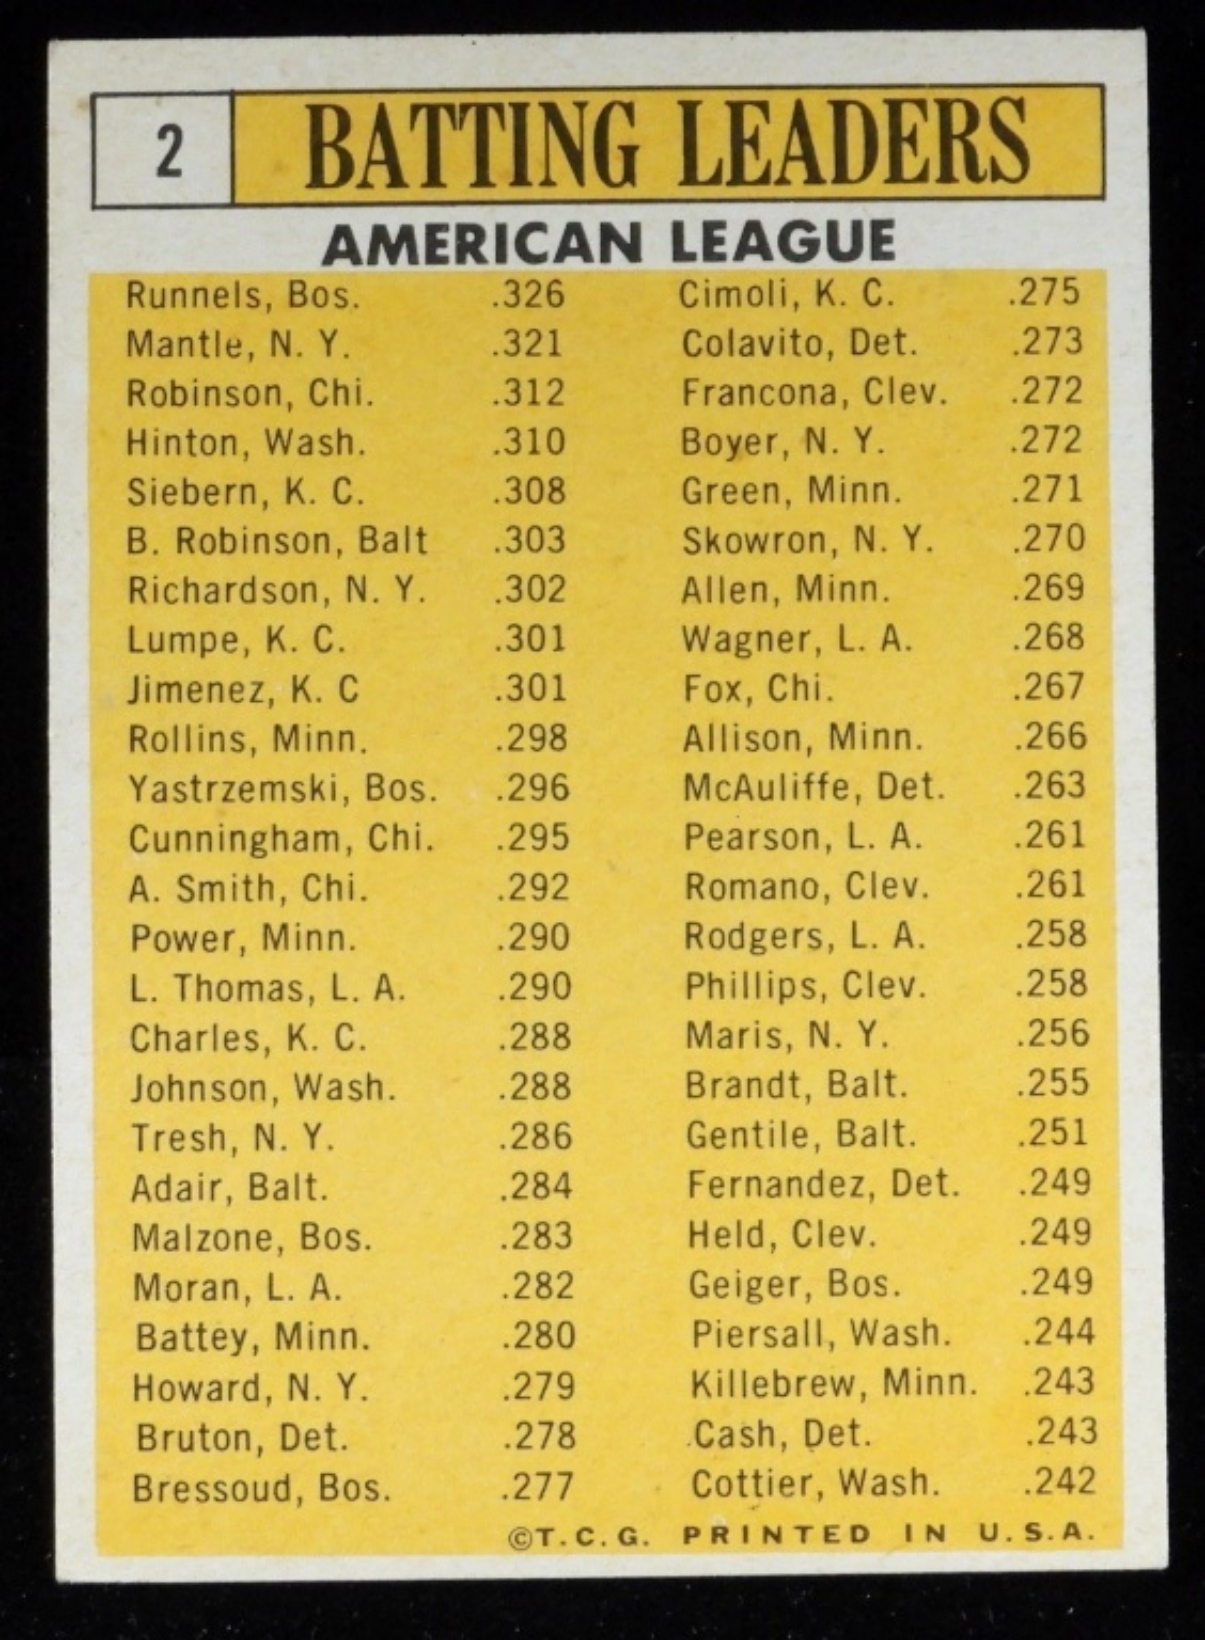 2
BATTING LEADERS
AMERICAN LEAGUE
Runnels, Bos. .326
Mantle, N. Y. .321
Robinson, Chi. .312
Hinton, Wash. .310
Siebern, K. C. .308
B. Robinson, Balt .303
Richardson, N. Y. .302
Lumpe, K. C. .301
Jimenez, K. C .301
Rollins, Minn. .298
Yastrzemski, Bos. .296
Cunningham, Chi. .295
A. Smith, Chi. .292
Power, Minn. .290
L. Thomas, L. A. .290
Charles, K. C. .288
Johnson, Wash. .288
Tresh, N. Y. .286
Adair, Balt. .284
Malzone, Bos. .283
Moran, L. A. .282
Battey, Minn. .280
Howard, N. Y. .279
Bruton, Det. .278
Bressoud, Bos. .277
Cimoli, K. C. .275
Colavito, Det. .273
Francona, Clev. .272
Boyer, N. Y. .272
Green, Minn. .271
Skowron, N. Y. .270
Allen, Minn. .269
Wagner, L. A. .268
Fox, Chi. .267
Allison, Minn. .266
McAuliffe, Det. .263
Pearson, L. A. .261
Romano, Clev. .261
Rodgers, L. A. .258
Phillips, Clev. .258
Maris, N. Y. .256
Brandt, Balt. .255
Gentile, Balt. .251
Fernandez, Det. .249
Held, Clev. .249
Geiger, Bos. .249
Piersall, Wash. .244
Killebrew, Minn. .243
Cash, Det. .243
Cottier, Wash. .242
©T.C.G. PRINTED IN U.S.A.